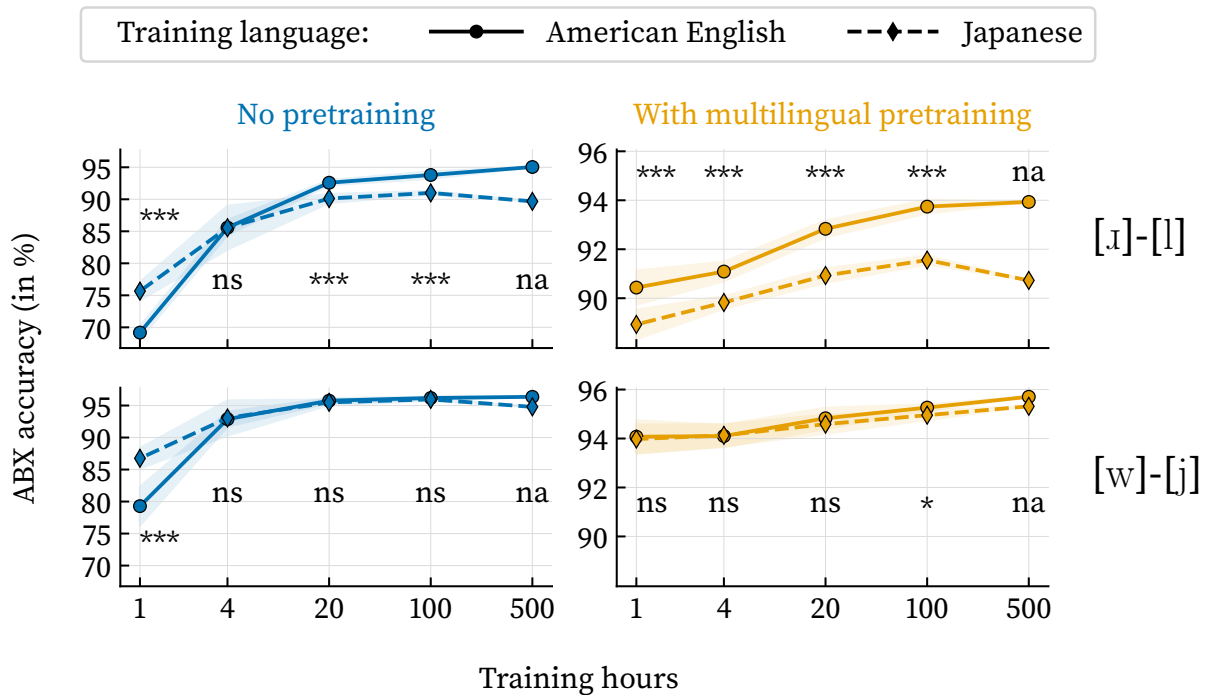 Training language: American English Japanese
No pretraining With multilingual pretraining
ABX accuracy (in %)
95
90
85
80
75
70
*** ns *** *** na
96
94
92
90
*** *** *** *** na
[ɹ]-[l]
95
90
85
80
75
70
*** ns ns ns na
1 4 20 100 500
96
94
92
90
ns ns ns * na
1 4 20 100 500
[w]-[j]
Training hours